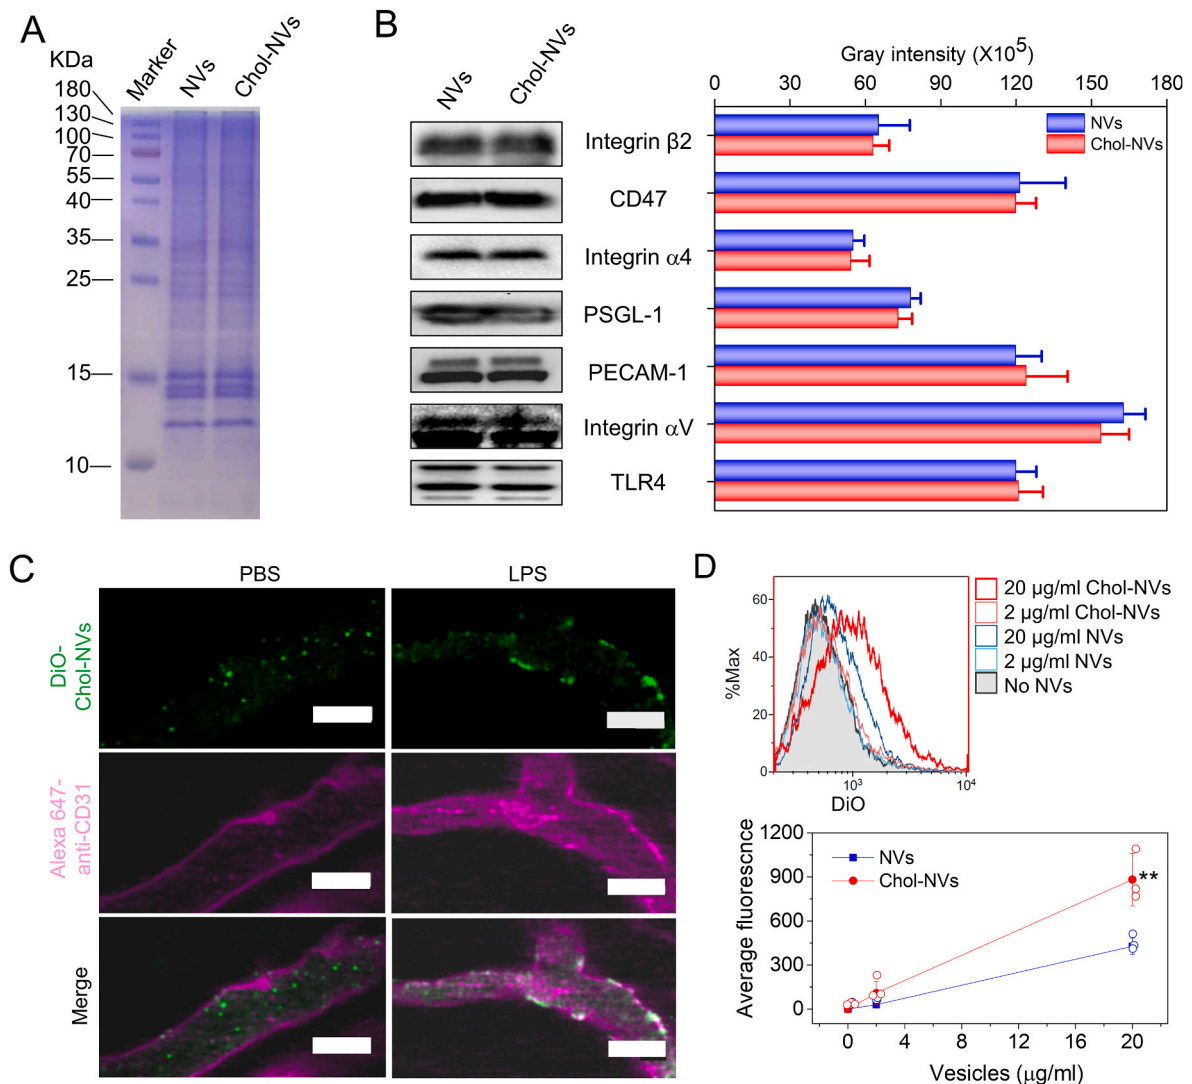 A
KDa
Marker
NVs
Chol-NVs
180
130
100
70
55
40
35
25
15
10
B
NVs
Chol-NVs
Integrin β2
CD47
Integrin α4
PSGL-1
PECAM-1
Integrin αV
TLR4
Gray intensity (X10⁵)
0 30 60 90 120 150 180
NVs
Chol-NVs
C
PBS LPS
DiO-
Chol-NVs
Alexa 647-
anti-CD31
Merge
D
%Max
60
40
20
0
10³ 10⁴
DiO
20 µg/ml Chol-NVs
2 µg/ml Chol-NVs
20 µg/ml NVs
2 µg/ml NVs
No NVs
Average fluorescnce
1200
900
600
300
0
NVs
Chol-NVs
**
0 4 8 12 16 20
Vesicles (µg/ml)